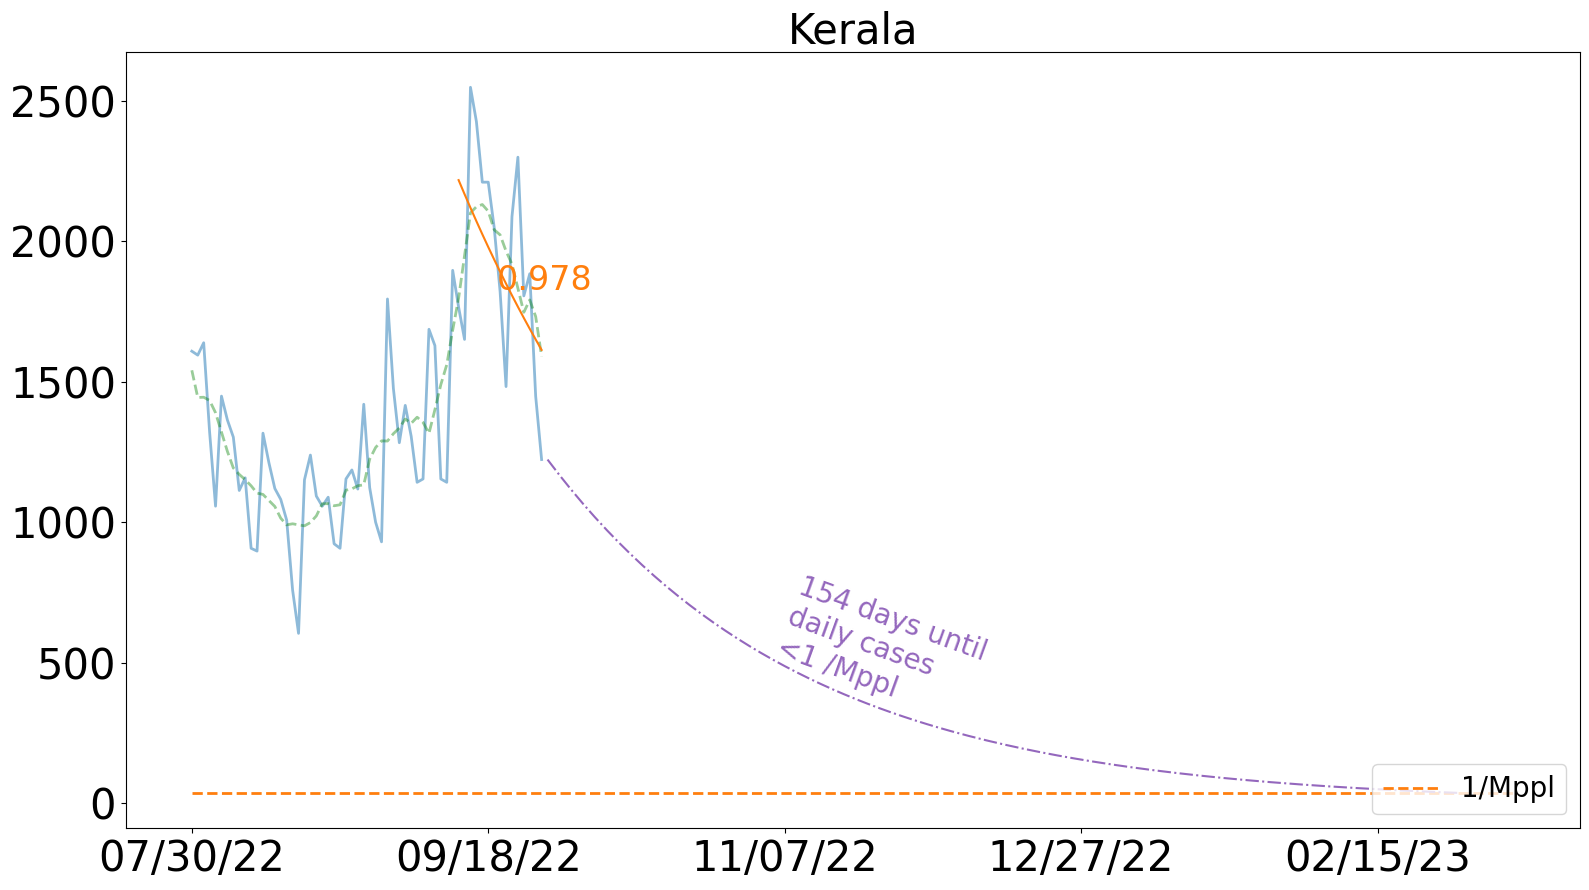 Kerala
2500
2000
1500
1000
500
0
0.978
154 days until
daily cases
<1 /Mppl
1/Mppl
07/30/22
09/18/22
11/07/22
12/27/22
02/15/23